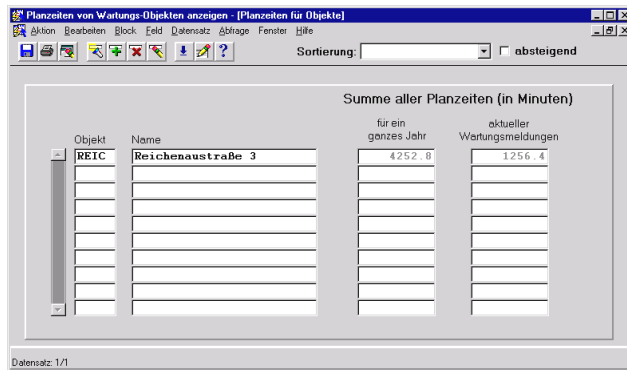 Planzeiten von Wartungs-Objekten anzeigen - [Planzeiten für Objekte]
Aktion Bearbeiten Block Feld Datensatz Abfrage Fenster Hilfe
Sortierung: absteigend
Summe aller Planzeiten (in Minuten)
für ein aktueller
Objekt Name ganzes Jahr Wartungsmeldungen
REIC Reichenaustraße 3 4252.8 1256.4
Datensatz: 1/1